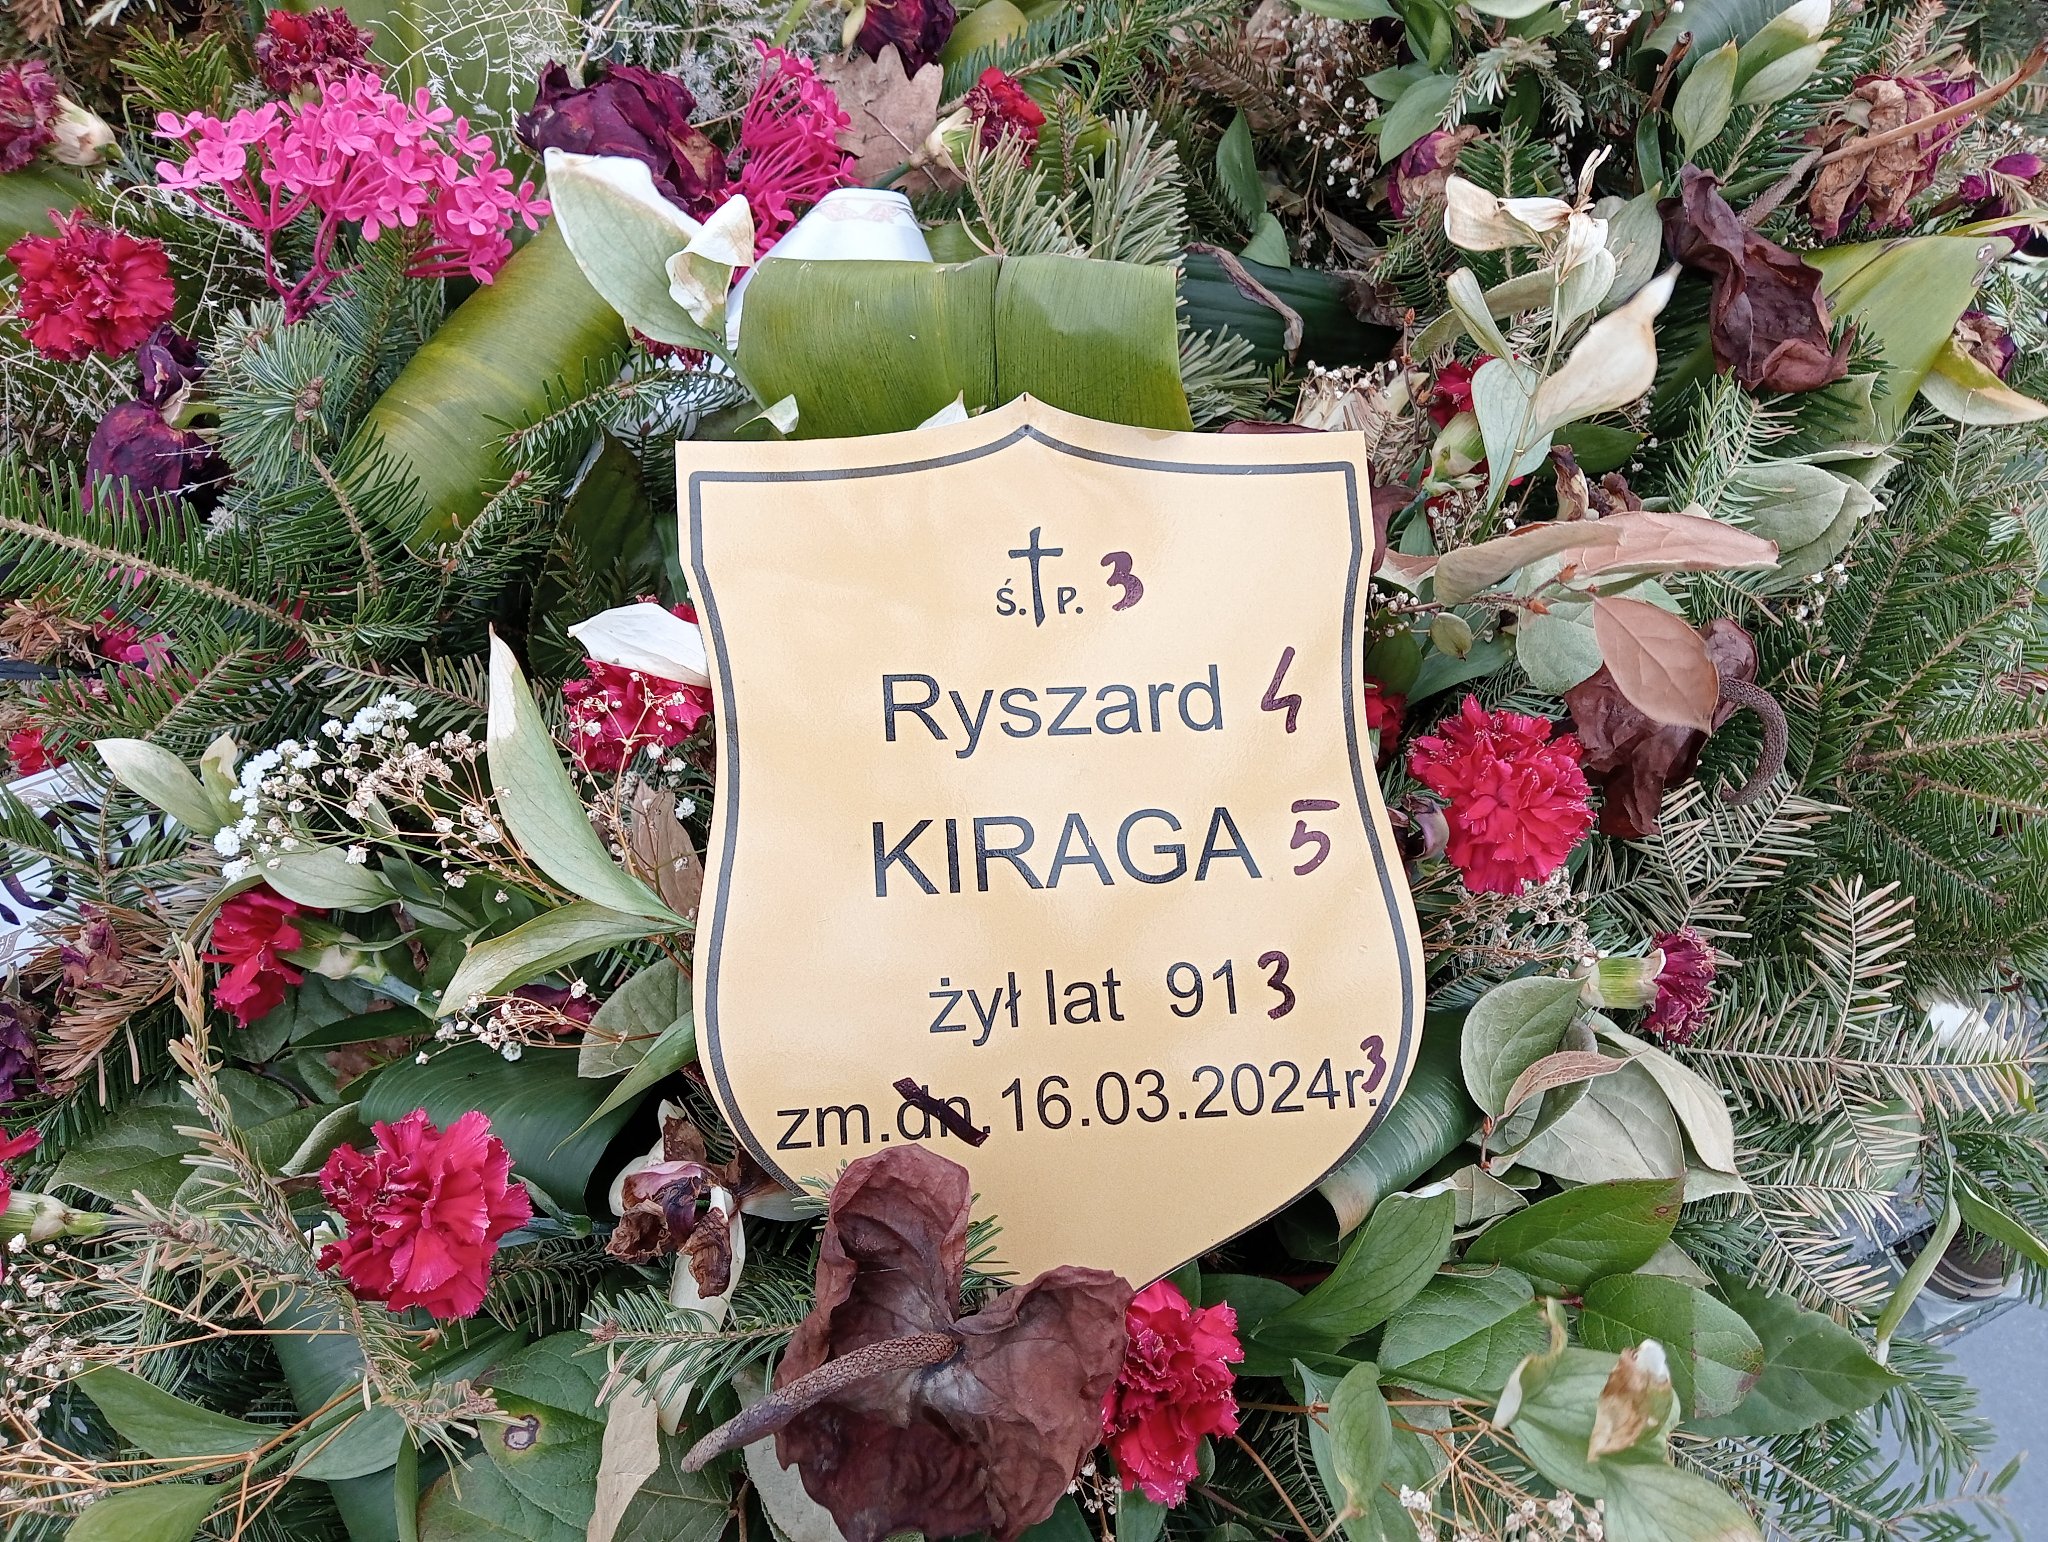 Ś. P. 3
Ryszard 4
KIRAGA 5
żył lat 91 3
zm.dn.16.03.2024r. 3